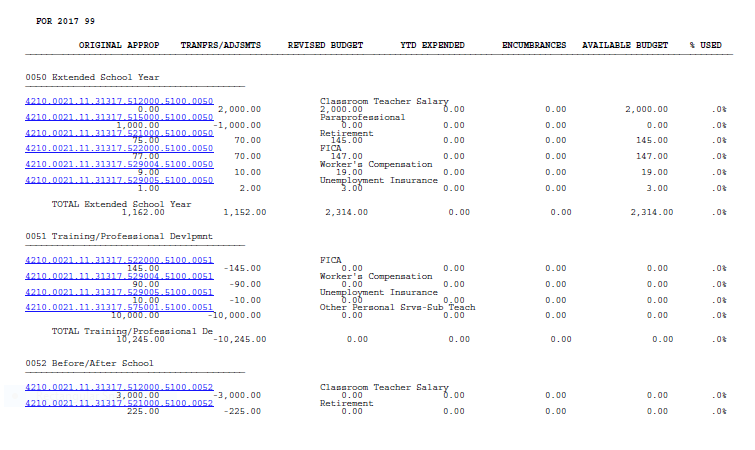 FOR 2017 99
ORIGINAL APPROP TRANFRS/ADJSMTS REVISED BUDGET YTD EXPENDED ENCUMBRANCES AVAILABLE BUDGET % USED
0050 Extended School Year
4210.0021.11.31317.512000.5100.0050 Classroom Teacher Salary
0.00 2,000.00 2,000.00 0.00 0.00 2,000.00 .0%
4210.0021.11.31317.515000.5100.0050 Paraprofessional
1,000.00 -1,000.00 0.00 0.00 0.00 0.00 .0%
4210.0021.11.31317.521000.5100.0050 Retirement
75.00 70.00 145.00 0.00 0.00 145.00 .0%
4210.0021.11.31317.522000.5100.0050 FICA
77.00 70.00 147.00 0.00 0.00 147.00 .0%
4210.0021.11.31317.529004.5100.0050 Worker's Compensation
9.00 10.00 19.00 0.00 0.00 19.00 .0%
4210.0021.11.31317.529005.5100.0050 Unemployment Insurance
1.00 2.00 3.00 0.00 0.00 3.00 .0%
TOTAL Extended School Year
1,162.00 1,152.00 2,314.00 0.00 0.00 2,314.00 .0%
0051 Training/Professional Devlpmnt
4210.0021.11.31317.522000.5100.0051 FICA
145.00 -145.00 0.00 0.00 0.00 0.00 .0%
4210.0021.11.31317.529004.5100.0051 Worker's Compensation
90.00 -90.00 0.00 0.00 0.00 0.00 .0%
4210.0021.11.31317.529005.5100.0051 Unemployment Insurance
10.00 -10.00 0.00 0.00 0.00 0.00 .0%
4210.0021.11.31317.575001.5100.0051 Other Personal Srvs-Sub Teach
10,000.00 -10,000.00 0.00 0.00 0.00 0.00 .0%
TOTAL Training/Professional De
10,245.00 -10,245.00 0.00 0.00 0.00 0.00 .0%
0052 Before/After School
4210.0021.11.31317.512000.5100.0052 Classroom Teacher Salary
3,000.00 -3,000.00 0.00 0.00 0.00 0.00 .0%
4210.0021.11.31317.521000.5100.0052 Retirement
225.00 -225.00 0.00 0.00 0.00 0.00 .0%